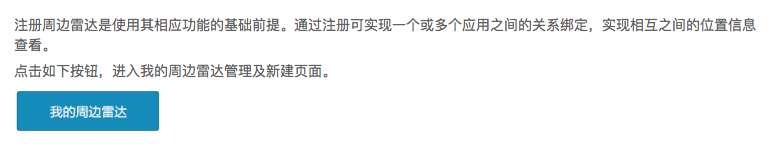 注册周边雷达是使用其相应功能的基础前提。通过注册可实现一个或多个应用之间的关系绑定，实现相互之间的位置信息
查看。
点击如下按钮，进入我的周边雷达管理及新建页面。
我的周边雷达